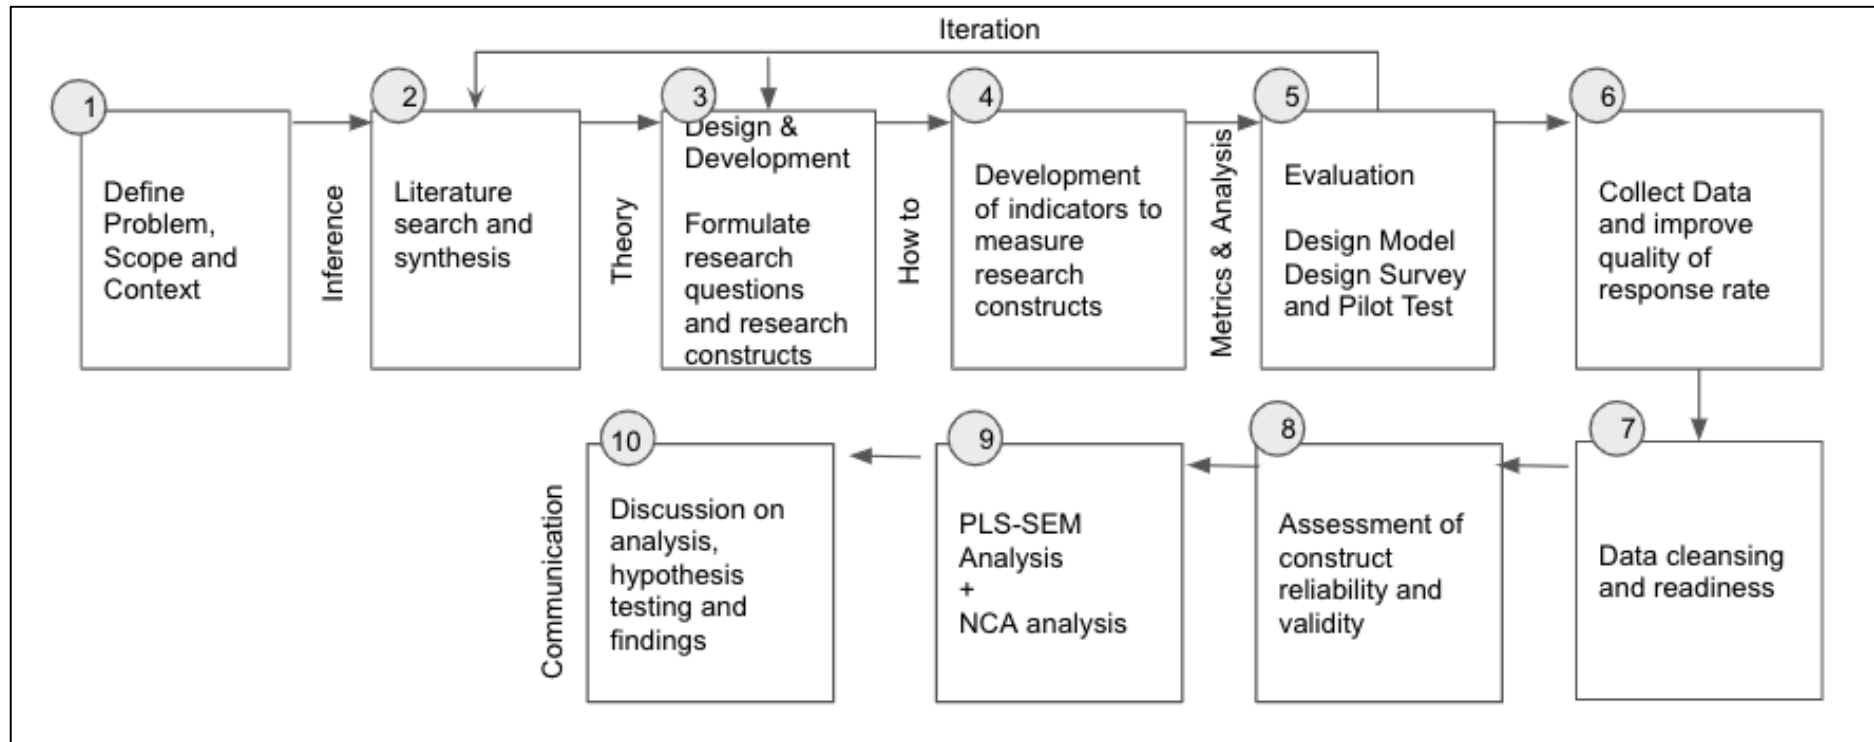 Iteration
1
Define
Problem,
Scope and
Context
Inference
2
Literature
search and
synthesis
Theory
3
Design &
Development
Formulate
research
questions
and research
constructs
How to
4
Development
of indicators to
measure
research
constructs
Metrics & Analysis
5
Evaluation
Design Model
Design Survey
and Pilot Test
6
Collect Data
and improve
quality of
response rate
7
Data cleansing
and readiness
8
Assessment of
construct
reliability and
validity
9
PLS-SEM
Analysis
+
NCA analysis
10
Discussion on
analysis,
hypothesis
testing and
findings
Communication